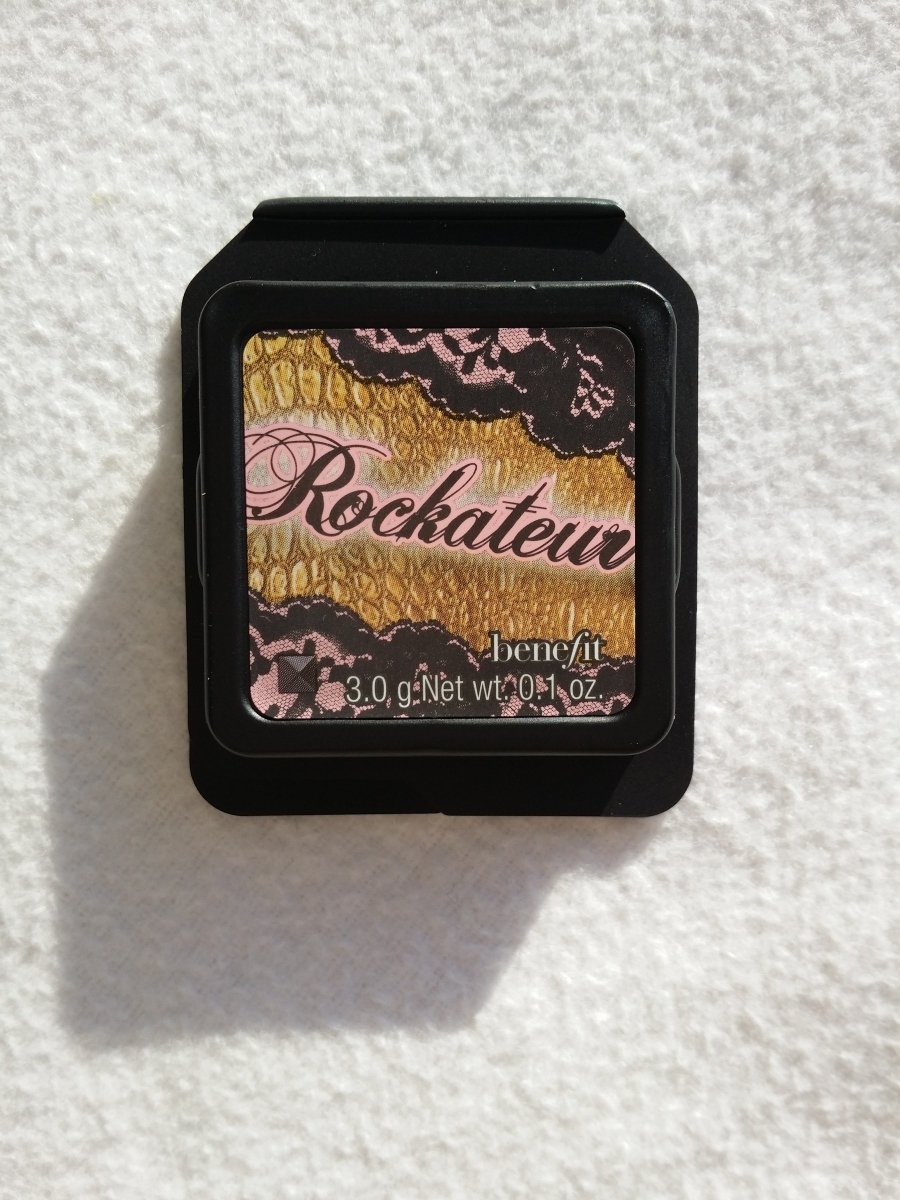 Rockateur
benefit
3.0 g Net wt. 0.1 oz.